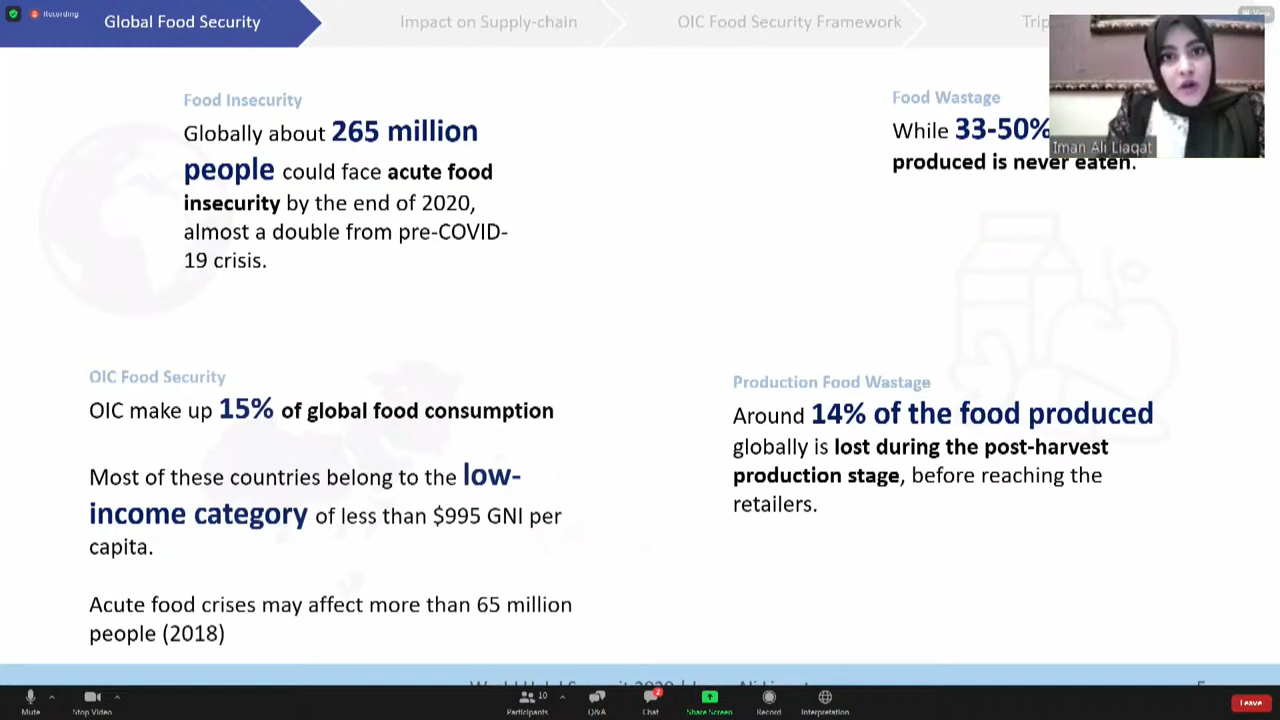 Recording
View
Global Food Security
Impact on Supply-chain
OIC Food Security Framework
Iman Ali Liaqat
Food Insecurity
Globally about 265 million
people could face acute food
insecurity by the end of 2020,
almost a double from pre-COVID-
19 crisis.
Food Wastage
While 33-50%
produced is never eaten.
OIC Food Security
OIC make up 15% of global food consumption
Most of these countries belong to the low-
income category of less than $995 GNI per
capita.
Acute food crises may affect more than 65 million
people (2018)
Production Food Wastage
Around 14% of the food produced
globally is lost during the post-harvest
production stage, before reaching the
retailers.
Mute
Stop Video
10
Participants
Q&A
2
Chat
Share Screen
Record
Interpretation
Leave